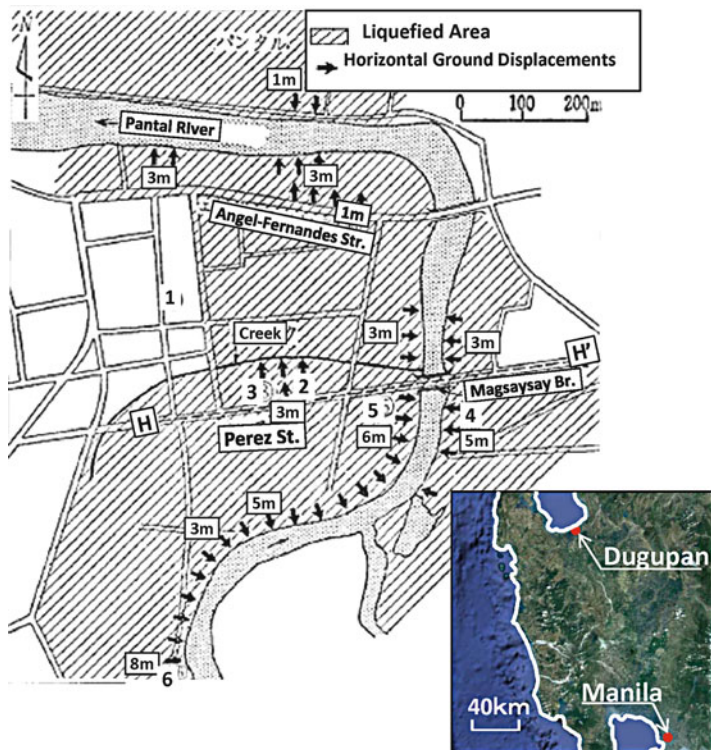 N
Liquefied Area
Horizontal Ground Displacements
0 100 200m
1m
Pantal River
3m
3m
1m
Angel-Fernandes Str.
1
Creek
3m
3m
H'
Magsaysay Br.
3
2
3m
5
4
H
Perez St.
6m
5m
5m
3m
8m
6
Dugupan
Manila
40km